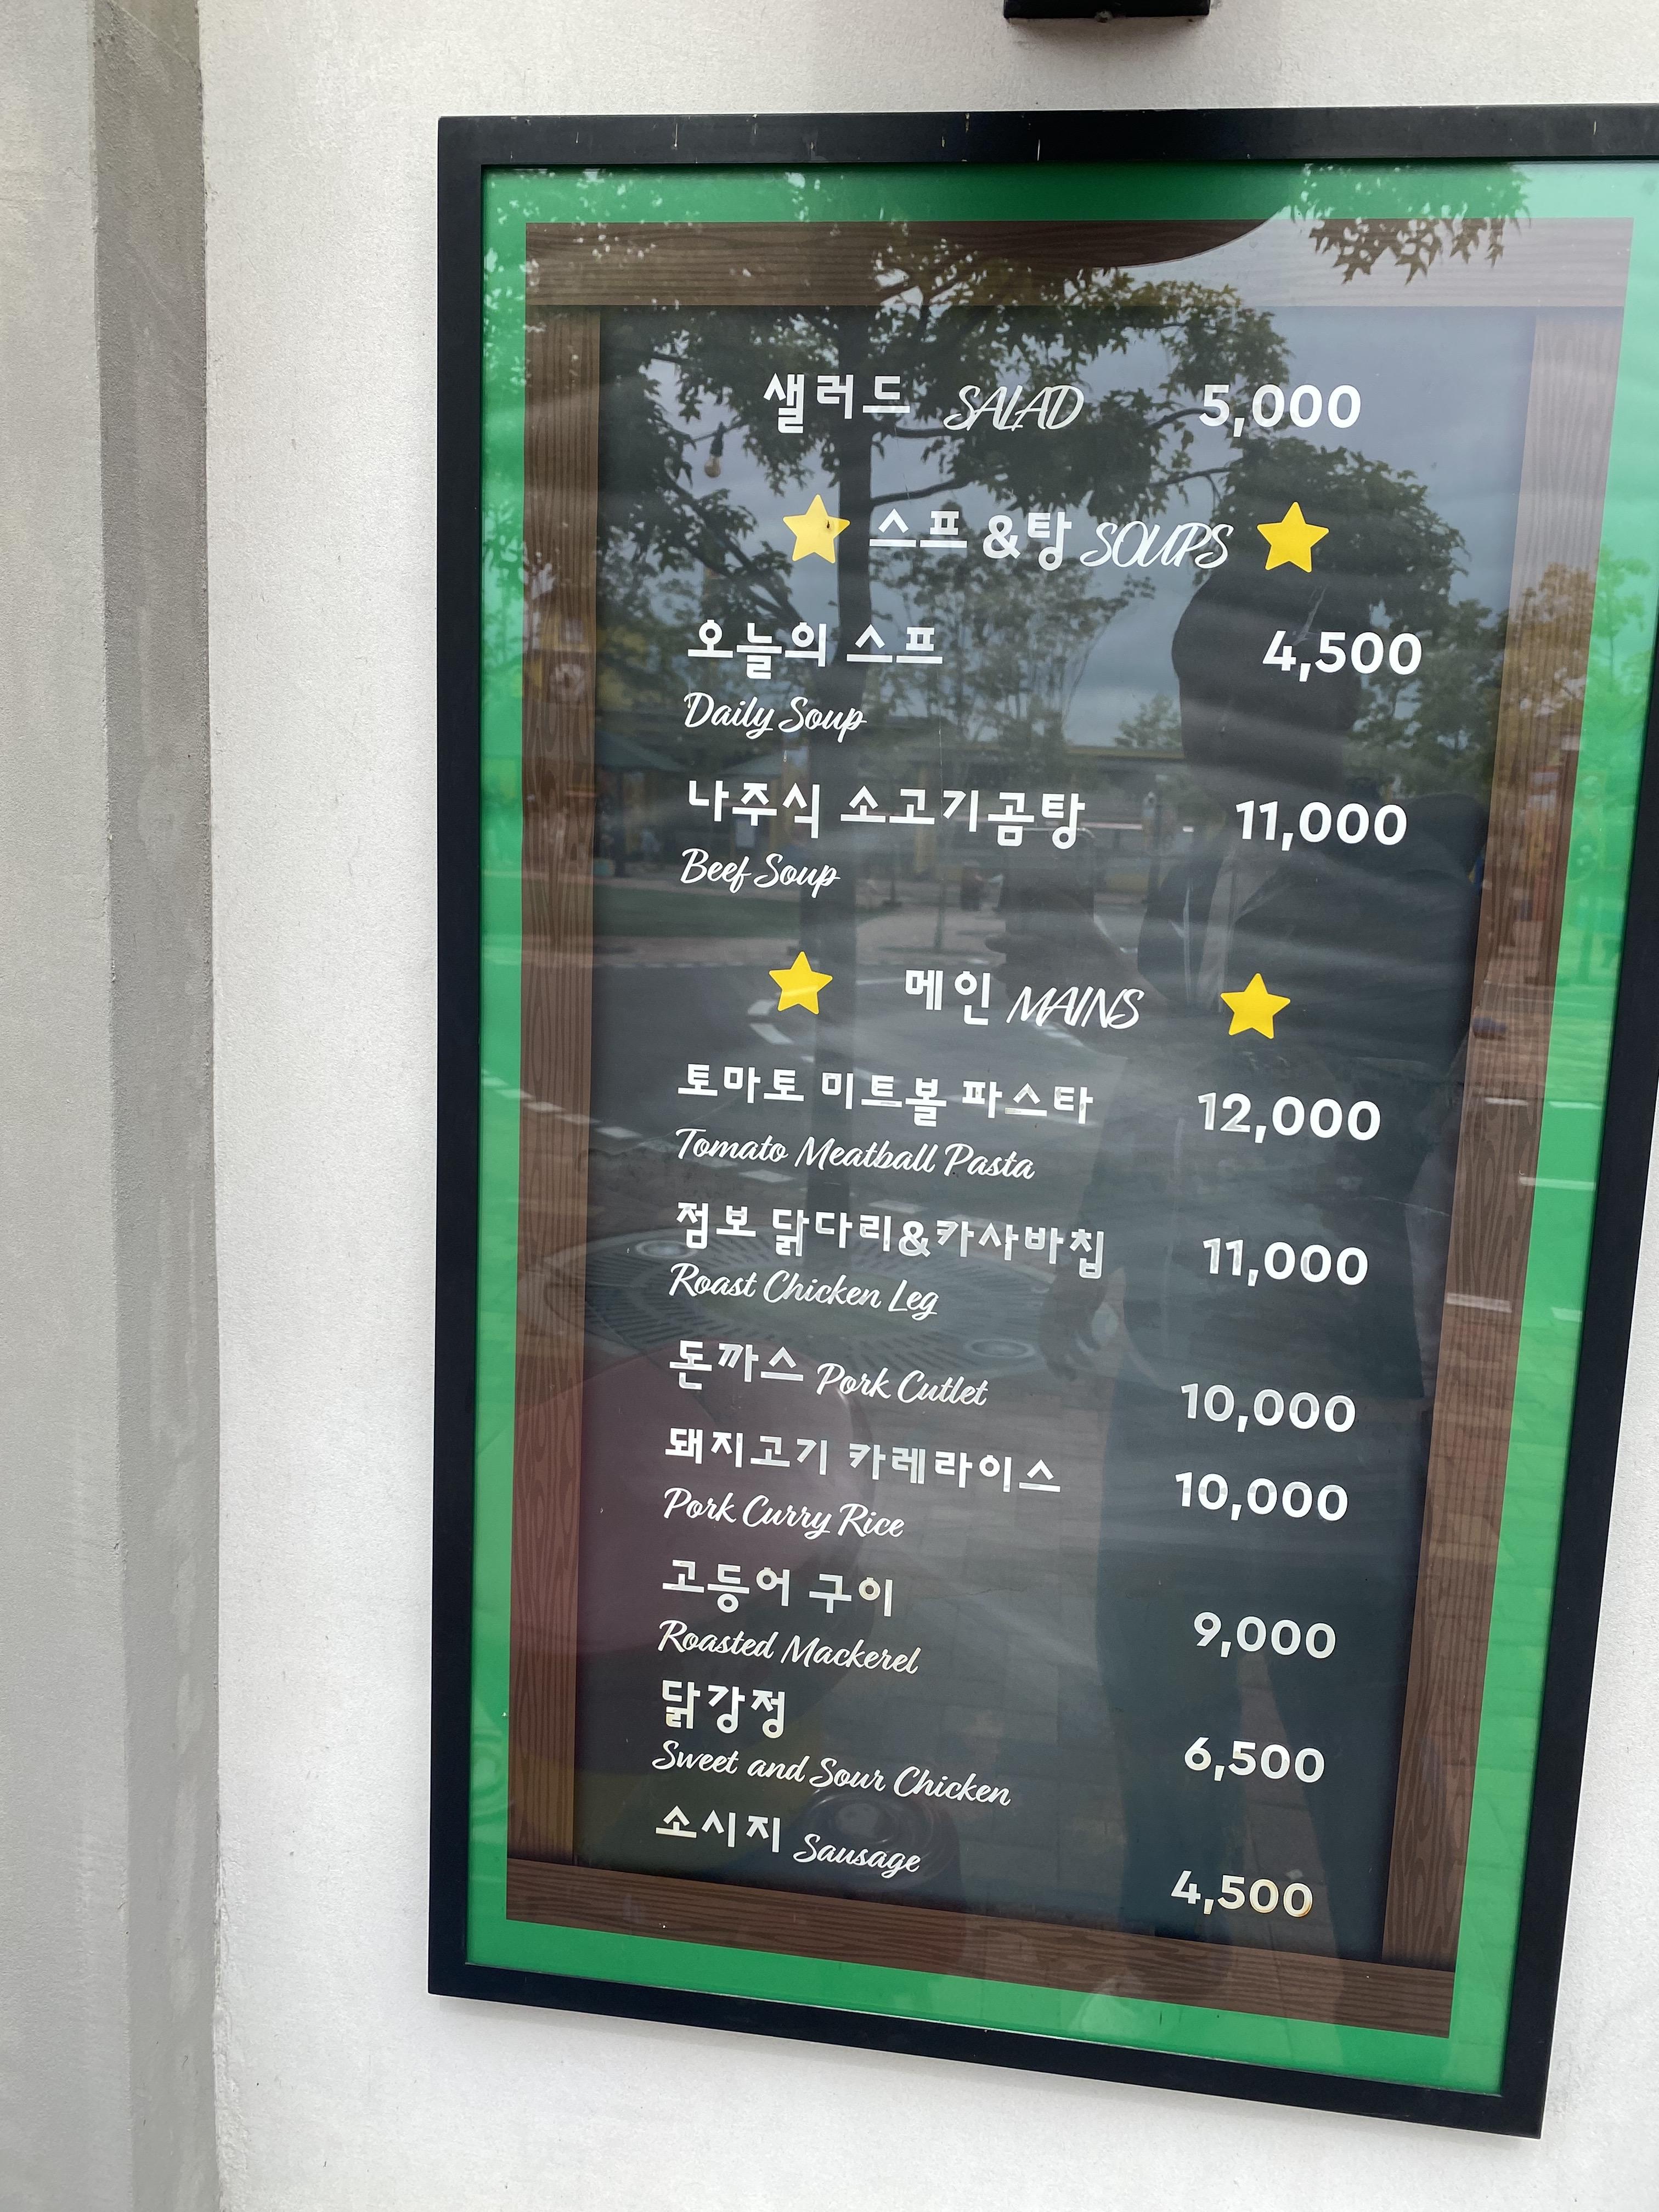 샐러드 SALAD 5,000
스프 &탕 SOUPS
오늘의 스프 4,500
Daily Soup
나주식 소고기곰탕 11,000
Beef Soup
메인 MAINS
토마토 미트볼 파스타 12,000
Tomato Meatball Pasta
점보 닭다리&카사바칩 11,000
Roast Chicken Leg
돈까스 Pork Cutlet 10,000
돼지고기 카레라이스 10,000
Pork Curry Rice
고등어 구이 9,000
Roasted Mackerel
닭강정 6,500
Sweet and Sour Chicken
소시지 Sausage 4,500